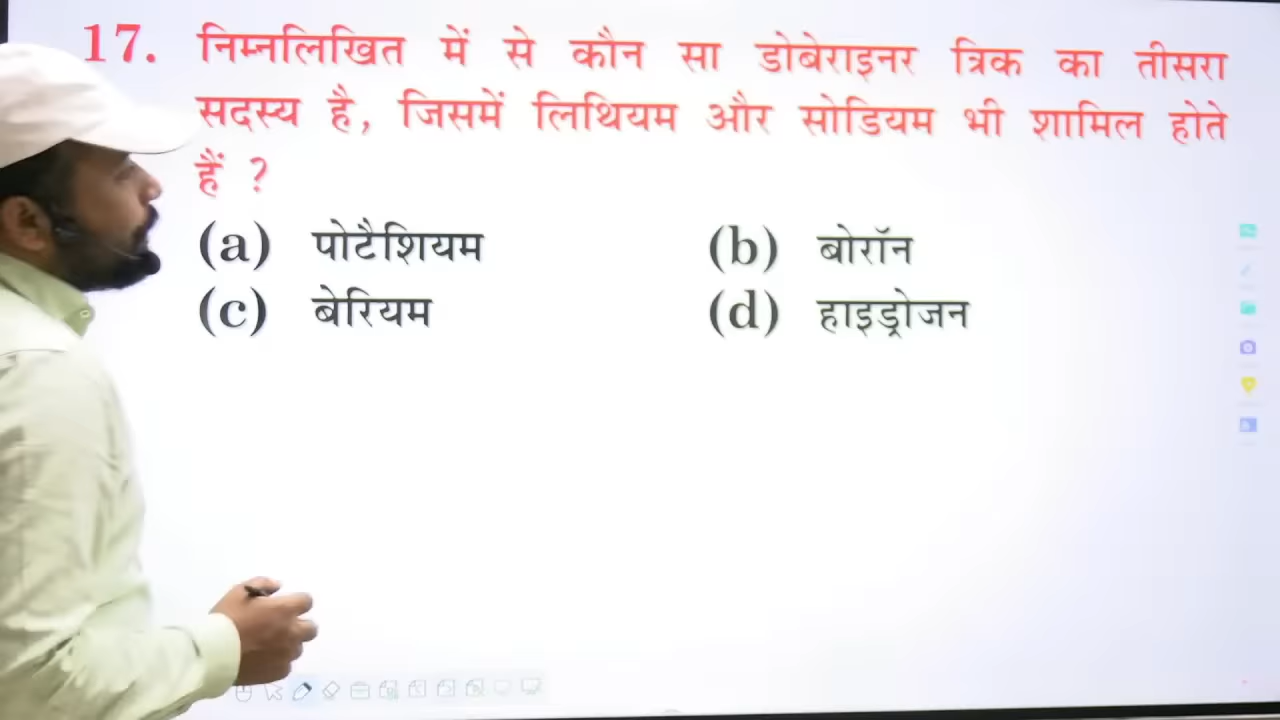 17. निम्नलिखित में से कौन सा डोबेराइनर त्रिक का तीसरा
सदस्य है, जिसमें लिथियम और सोडियम भी शामिल होते
हैं ?
(a) पोटैशियम (b) बोरॉन
(c) बेरियम (d) हाइड्रोजन